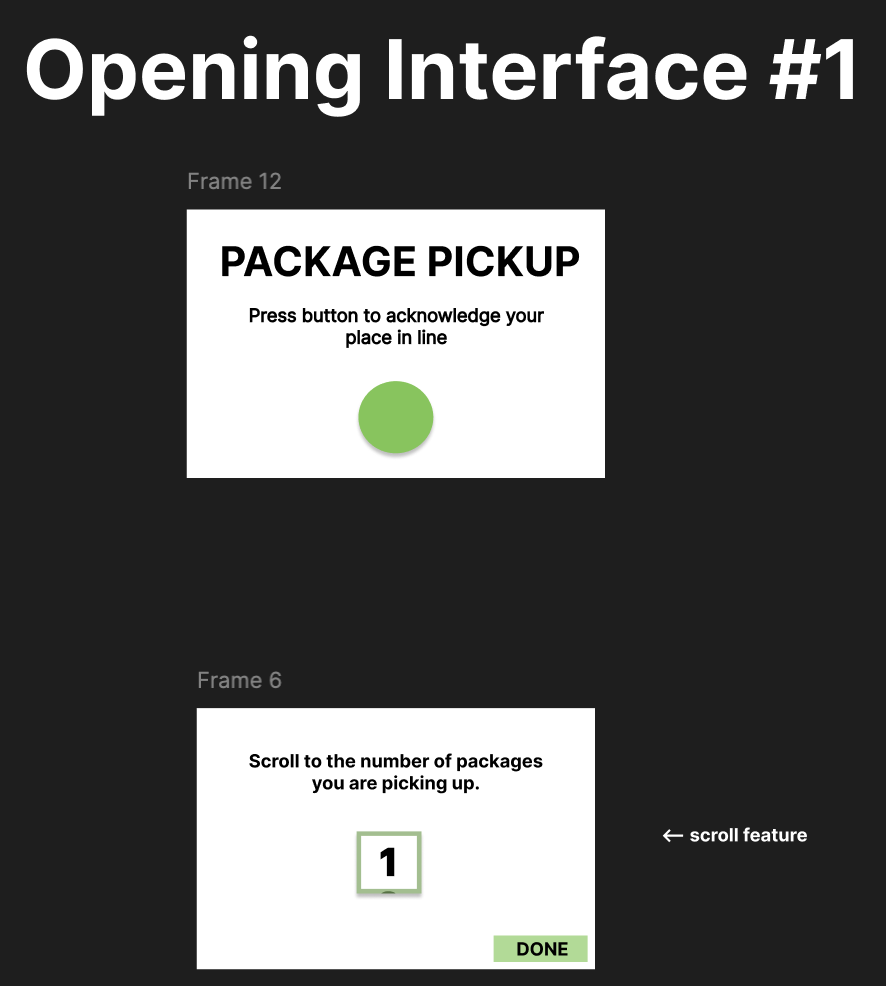 Opening Interface #1
Frame 12
PACKAGE PICKUP
Press button to acknowledge your
place in line
Frame 6
Scroll to the number of packages
you are picking up.
1
← scroll feature
DONE